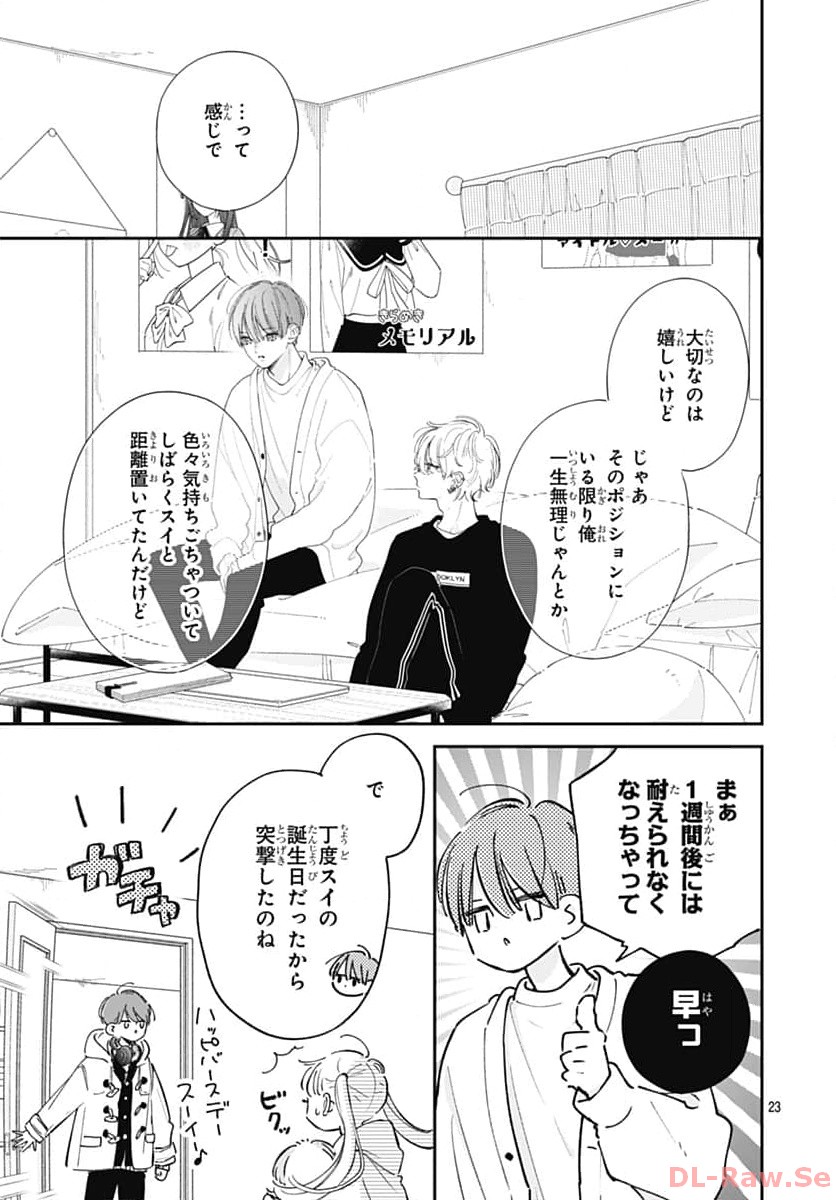 …って
感じで
大切なのは
嬉しいけど
じゃあ
そのポジションに
いる限り俺
一生無理じゃんとか
色々気持ちごちゃついて
しばらくスイと
距離置いてたんだけど
きらめき
メモリアル
OOKLYN
まぁ
1週間後には
耐えられなく
なっちゃって
早っ
で
丁度スイの
誕生日だったから
突撃したのね
ガチャ
ハッピバースデー
スーイー♪
ビクッ
23
DL-Raw.Se